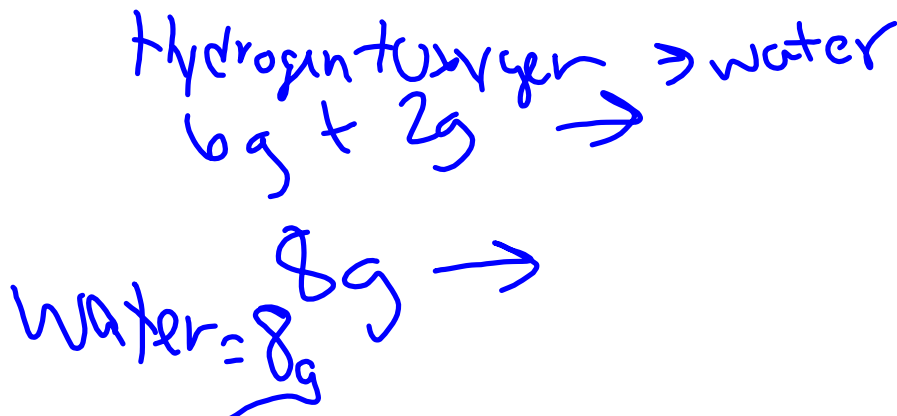 Hydrogen + Oxygen → water
6g + 2g →
8g →
Water = 8g